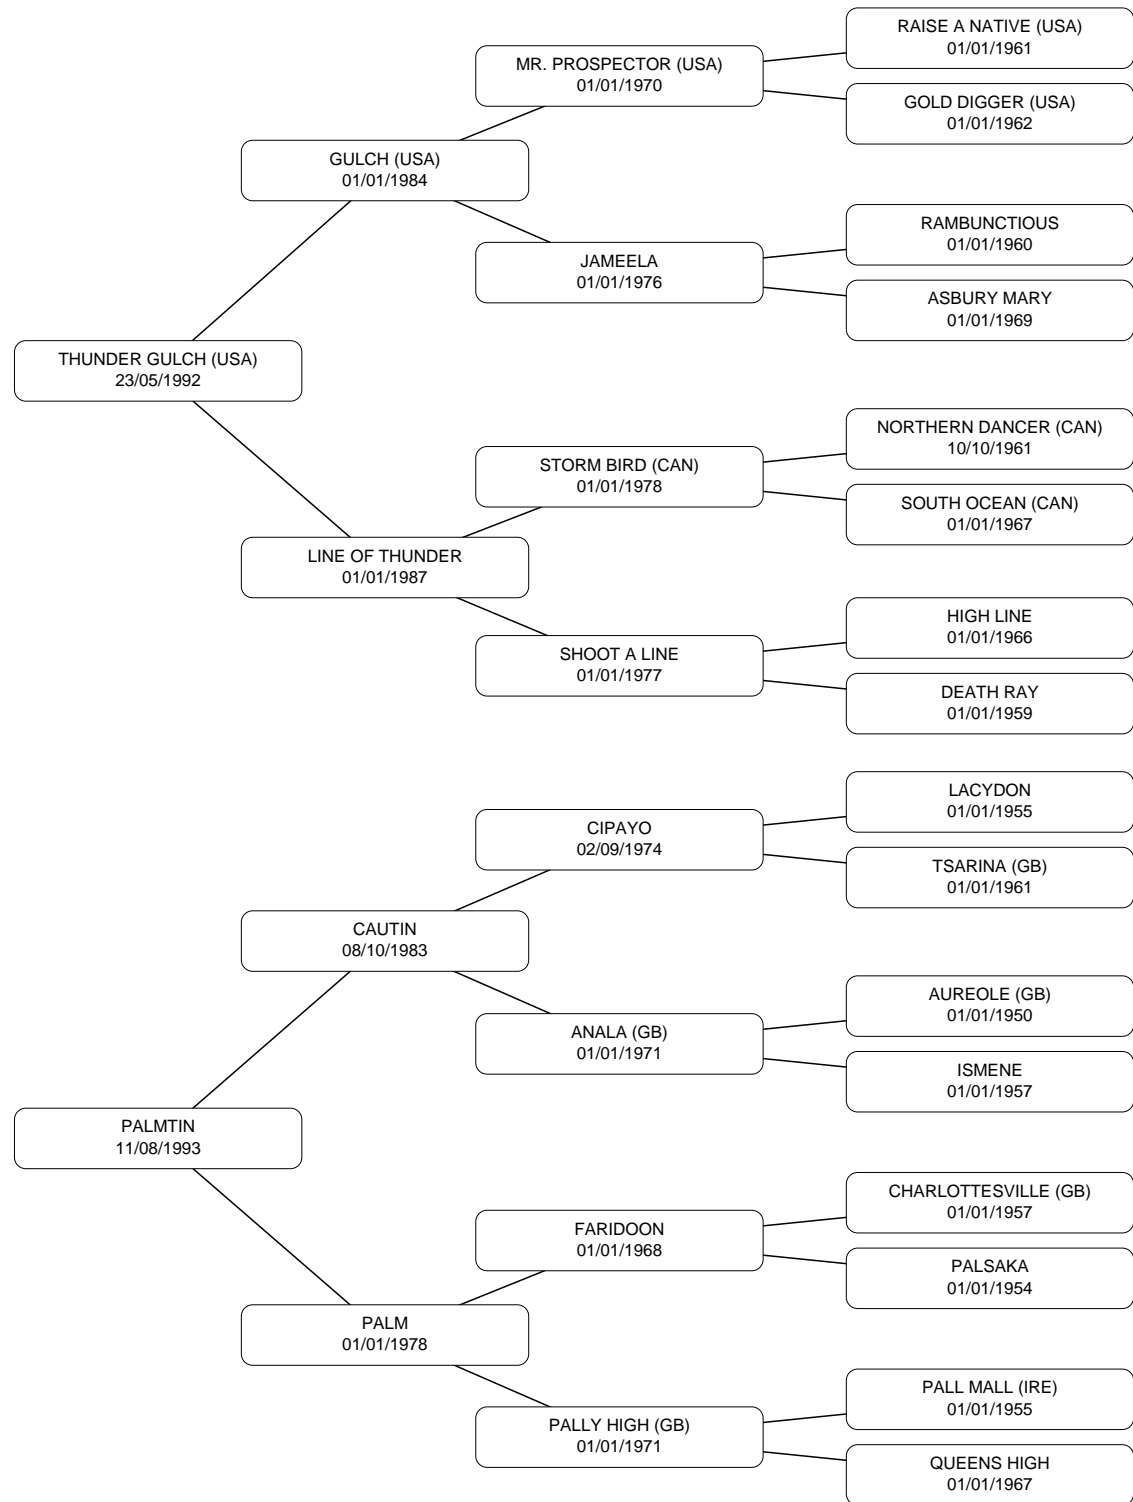 RAISE A NATIVE (USA)
01/01/1961
MR. PROSPECTOR (USA)
01/01/1970
GOLD DIGGER (USA)
01/01/1962
GULCH (USA)
01/01/1984
RAMBUNCTIOUS
01/01/1960
JAMEELA
01/01/1976
ASBURY MARY
01/01/1969
THUNDER GULCH (USA)
23/05/1992
NORTHERN DANCER (CAN)
10/10/1961
STORM BIRD (CAN)
01/01/1978
SOUTH OCEAN (CAN)
01/01/1967
LINE OF THUNDER
01/01/1987
HIGH LINE
01/01/1966
SHOOT A LINE
01/01/1977
DEATH RAY
01/01/1959
LACYDON
01/01/1955
CIPAYO
02/09/1974
TSARINA (GB)
01/01/1961
CAUTIN
08/10/1983
AUREOLE (GB)
01/01/1950
ANALA (GB)
01/01/1971
ISMENE
01/01/1957
PALMTIN
11/08/1993
CHARLOTTESVILLE (GB)
01/01/1957
FARIDOON
01/01/1968
PALSAKA
01/01/1954
PALM
01/01/1978
PALL MALL (IRE)
01/01/1955
PALLY HIGH (GB)
01/01/1971
QUEENS HIGH
01/01/1967